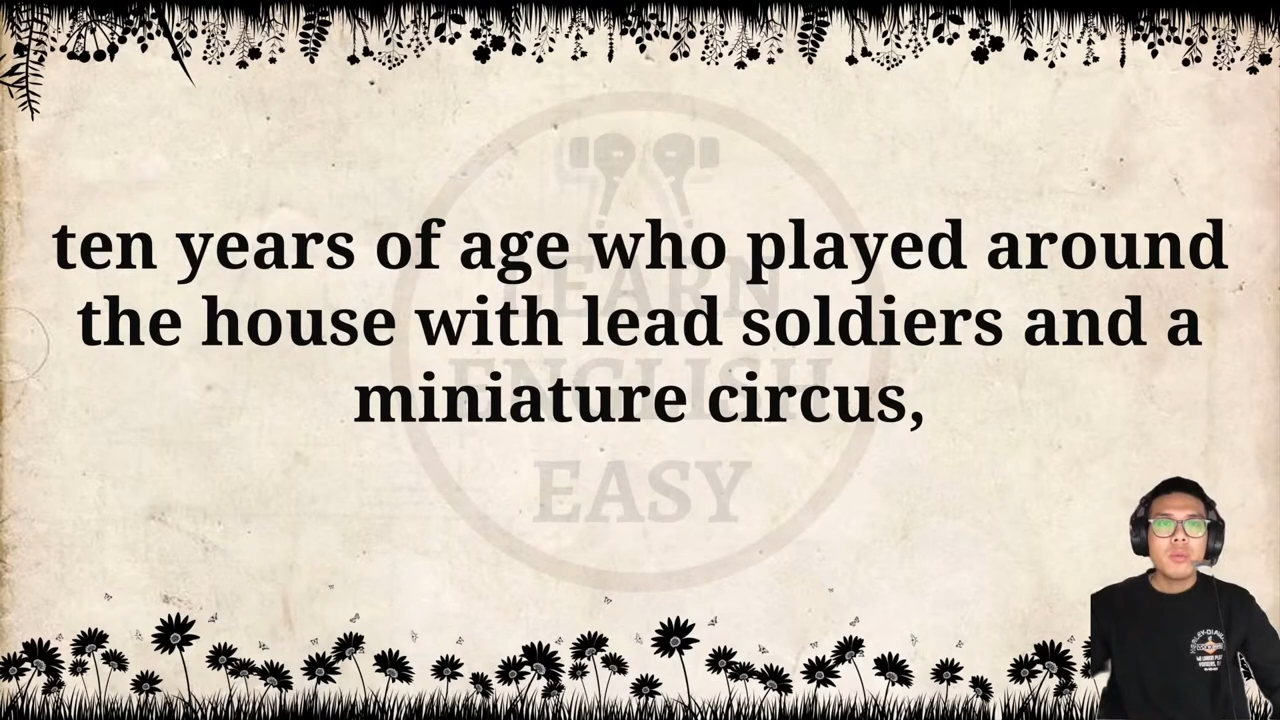 ten years of age who played around
the house with lead soldiers and a
miniature circus,
LEARN
ENGLISH
EASY